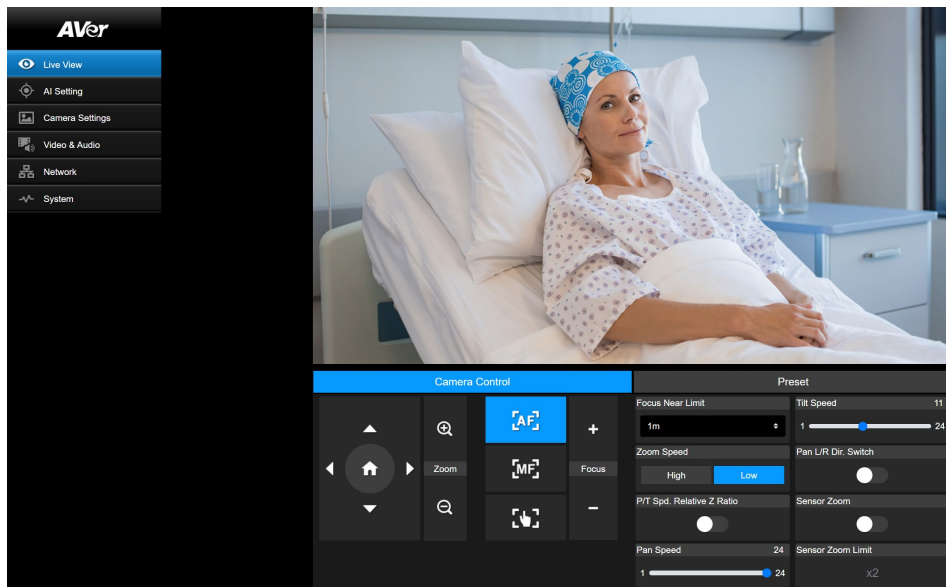 AVer
Live View
AI Setting
Camera Settings
Video & Audio
Network
System
Camera Control
Preset
Zoom
AF
MF
+
Focus
−
Focus Near Limit
1m
Tilt Speed 11
1 24
Zoom Speed
High Low
Pan L/R Dir. Switch
P/T Spd. Relative Z Ratio
Sensor Zoom
Pan Speed 24
1 24
Sensor Zoom Limit
x2